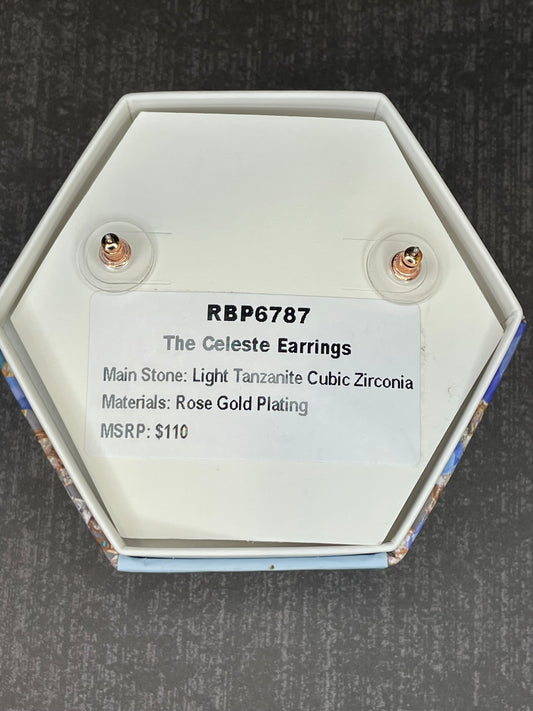 RBP6787
The Celeste Earrings
Main Stone: Light Tanzanite Cubic Zirconia
Materials: Rose Gold Plating
MSRP: $110